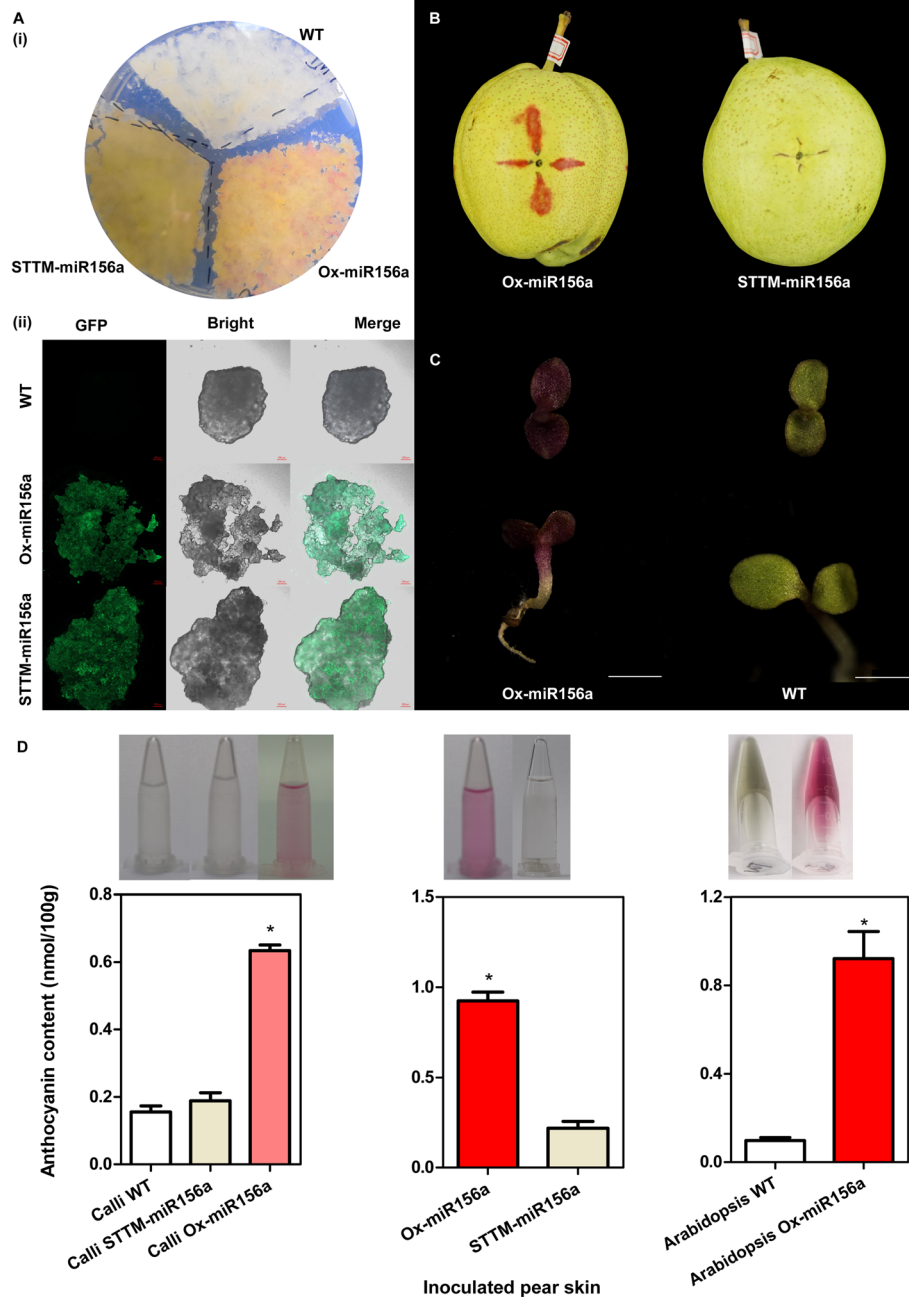 A
(i)
WT
STTM-miR156a
Ox-miR156a
B
Ox-miR156a
STTM-miR156a
(ii)
GFP
Bright
Merge
WT
Ox-miR156a
STTM-miR156a
C
Ox-miR156a
WT
D
Anthocyanin content (nmol/100g)
0.8
0.6
0.4
0.2
0.0
*
Calli WT
Calli STTM-miR156a
Calli Ox-miR156a
1.5
1.0
0.5
0.0
*
Ox-miR156a
STTM-miR156a
Inoculated pear skin
1.2
0.8
0.4
0.0
*
Arabidopsis WT
Arabidopsis Ox-miR156a